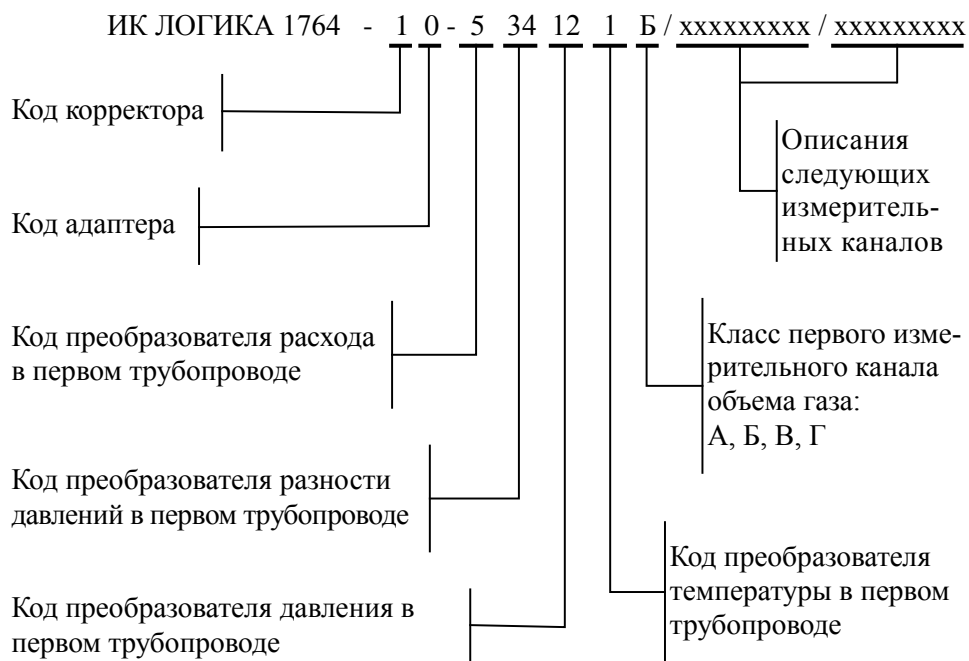 ИК ЛОГИКА 1764 - 1 0 - 5 34 12 1 Б / xxxxxxxxx / xxxxxxxxx
Код корректора
Описания
следующих
измеритель-
ных каналов
Код адаптера
Код преобразователя расхода
в первом трубопроводе
Класс первого изме-
рительного канала
объема газа:
А, Б, В, Г
Код преобразователя разности
давлений в первом трубопроводе
Код преобразователя
температуры в первом
трубопроводе
Код преобразователя давления в
первом трубопроводе